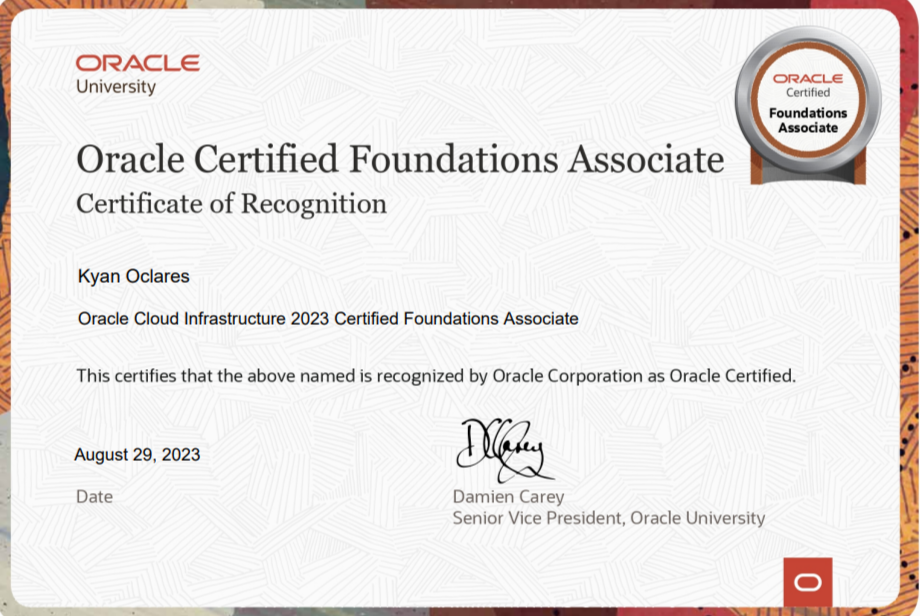 ORACLE
University
ORACLE
Certified
Foundations
Associate
Oracle Certified Foundations Associate
Certificate of Recognition
Kyan Oclares
Oracle Cloud Infrastructure 2023 Certified Foundations Associate
This certifies that the above named is recognized by Oracle Corporation as Oracle Certified.
DCarey
August 29, 2023
Date
Damien Carey
Senior Vice President, Oracle University